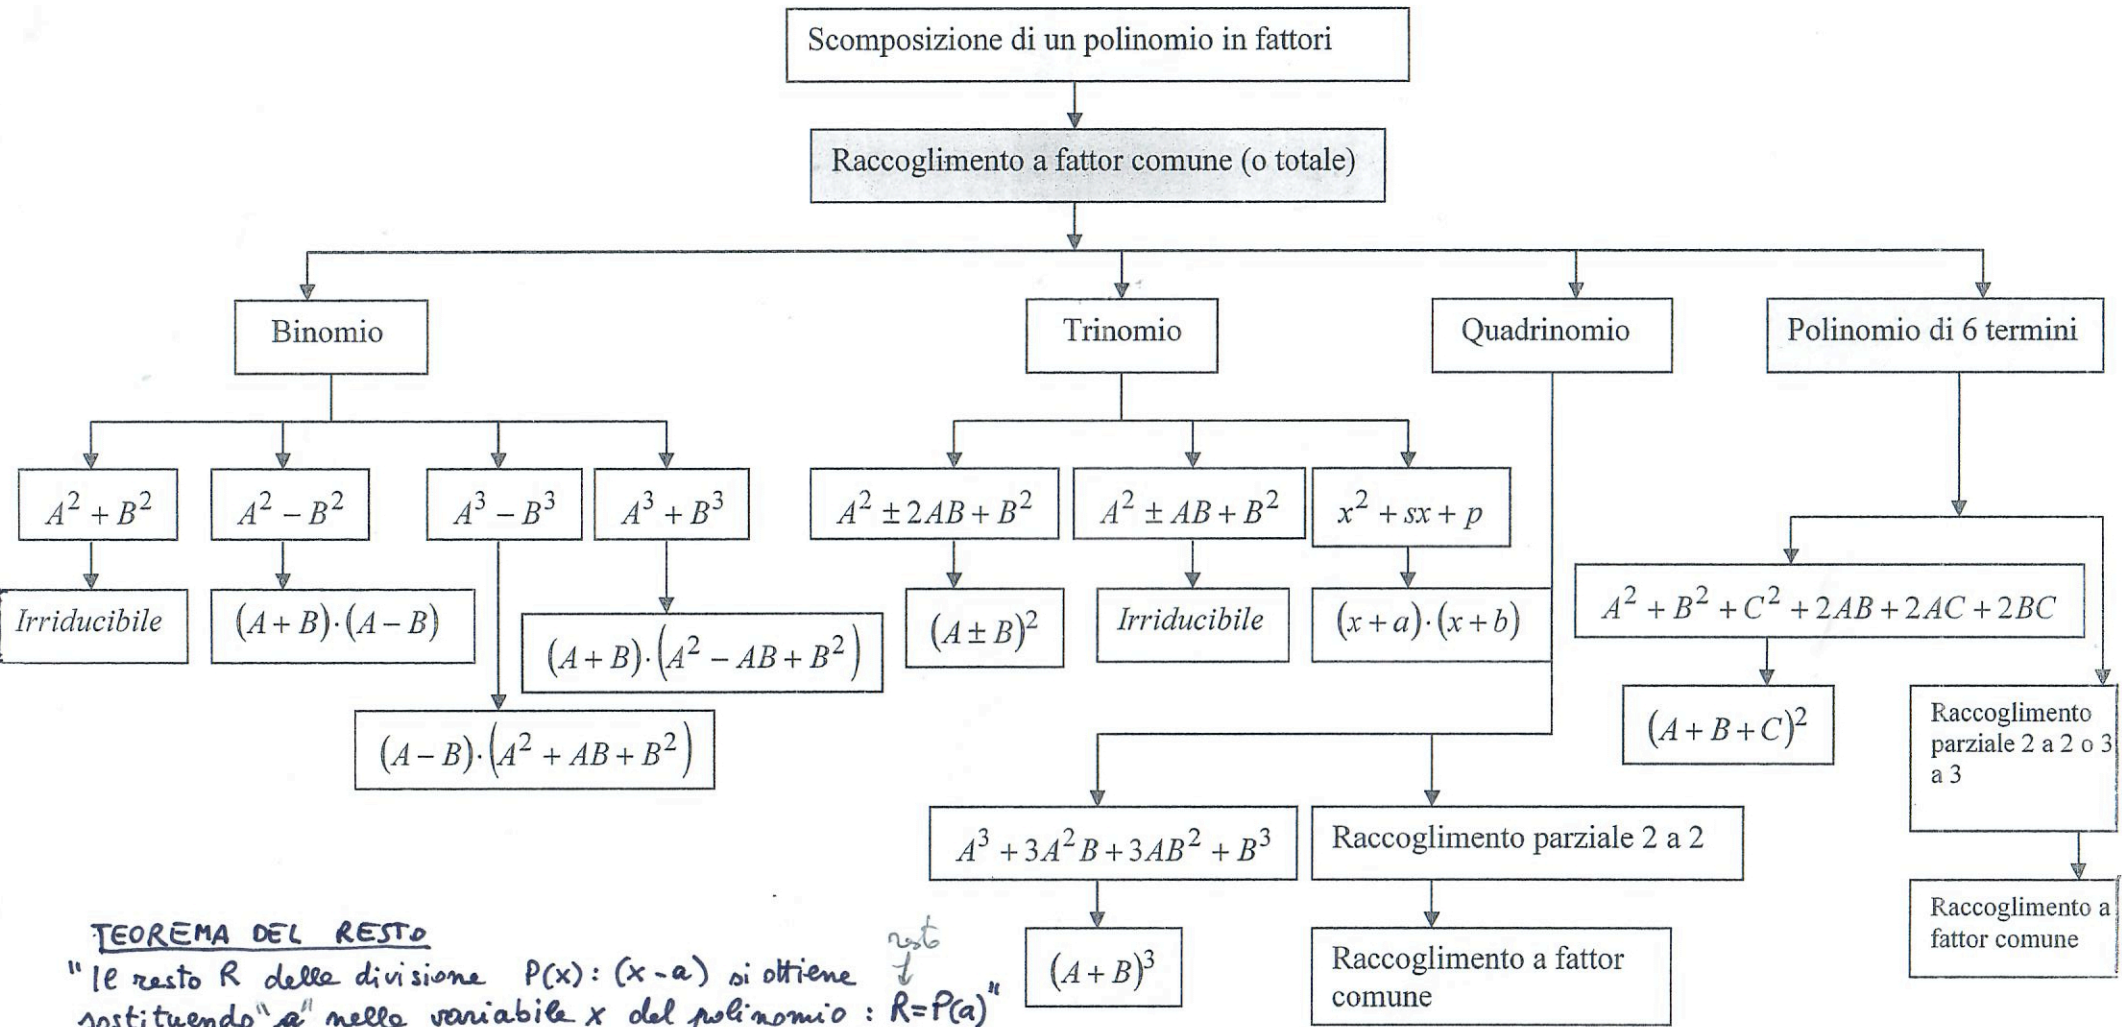 Scomposizione di un polinomio in fattori
Raccoglimento a fattor comune (o totale)
Binomio
Trinomio
Quadrinomio
Polinomio di 6 termini
A² + B²
A² − B²
A³ − B³
A³ + B³
A² ± 2AB + B²
A² ± AB + B²
x² + sx + p
Irriducibile
(A + B)·(A − B)
(A + B)·(A² − AB + B²)
(A − B)·(A² + AB + B²)
(A ± B)²
Irriducibile
(x + a)·(x + b)
A² + B² + C² + 2AB + 2AC + 2BC
(A + B + C)²
Raccoglimento
parziale 2 a 2 o 3
a 3
Raccoglimento a
fattor comune
A³ + 3A²B + 3AB² + B³
Raccoglimento parziale 2 a 2
(A + B)³
Raccoglimento a fattor
comune
TEOREMA DEL RESTO
resto
"Il resto R della divisione P(x): (x-a) si ottiene
sostituendo "a" nella variabile x del polinomio : R=P(a)"